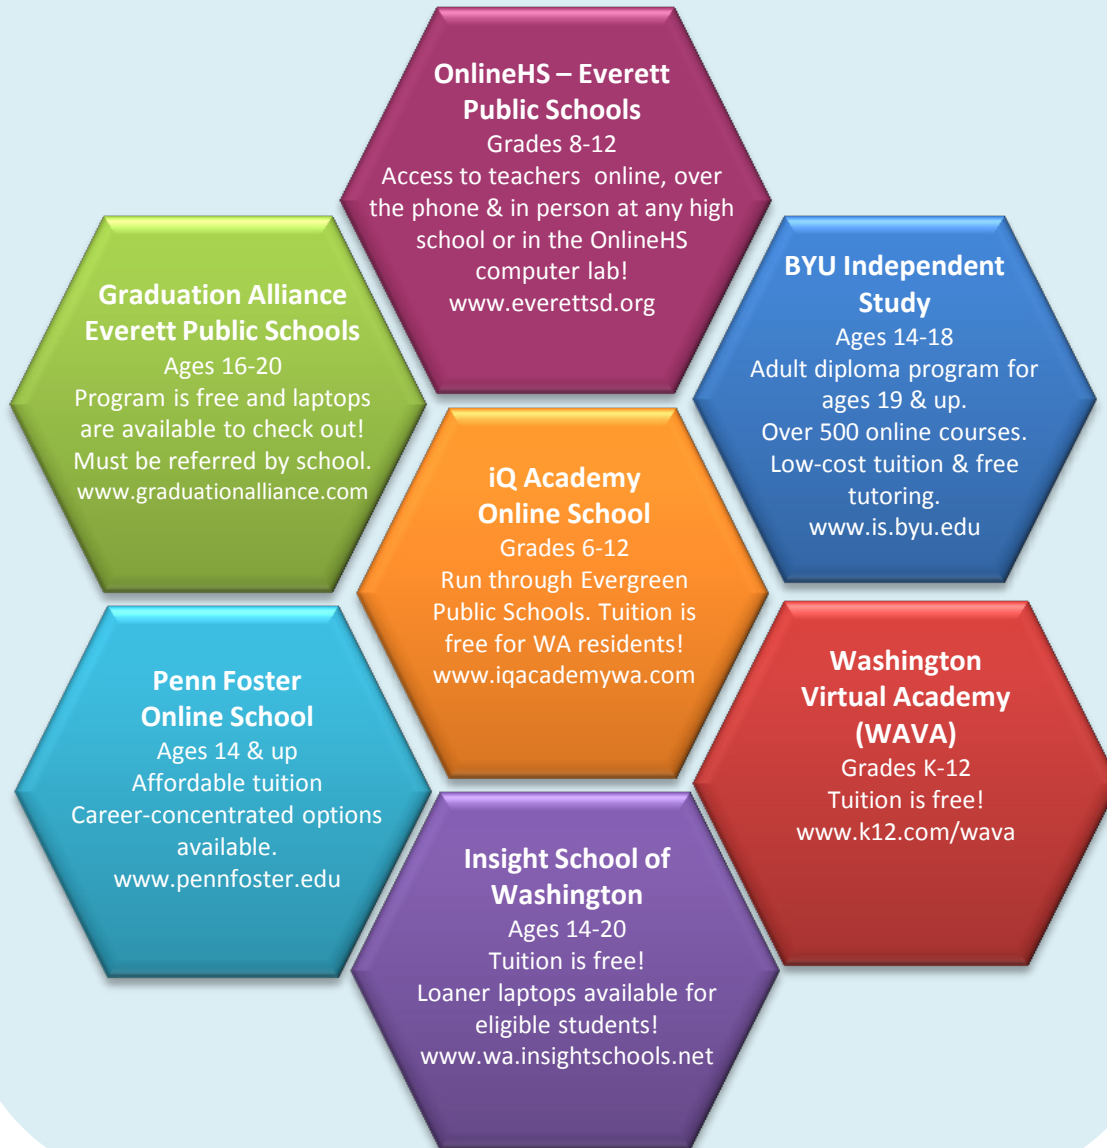 OnlineHS – Everett
Public Schools
Grades 8-12
Access to teachers online, over
the phone & in person at any high
school or in the OnlineHS
computer lab!
www.everettsd.org
Graduation Alliance
Everett Public Schools
Ages 16-20
Program is free and laptops
are available to check out!
Must be referred by school.
www.graduationalliance.com
BYU Independent
Study
Ages 14-18
Adult diploma program for
ages 19 & up.
Over 500 online courses.
Low-cost tuition & free
tutoring.
www.is.byu.edu
iQ Academy
Online School
Grades 6-12
Run through Evergreen
Public Schools. Tuition is
free for WA residents!
www.iqacademywa.com
Penn Foster
Online School
Ages 14 & up
Affordable tuition
Career-concentrated options
available.
www.pennfoster.edu
Washington
Virtual Academy
(WAVA)
Grades K-12
Tuition is free!
www.k12.com/wava
Insight School of
Washington
Ages 14-20
Tuition is free!
Loaner laptops available for
eligible students!
www.wa.insightschools.net